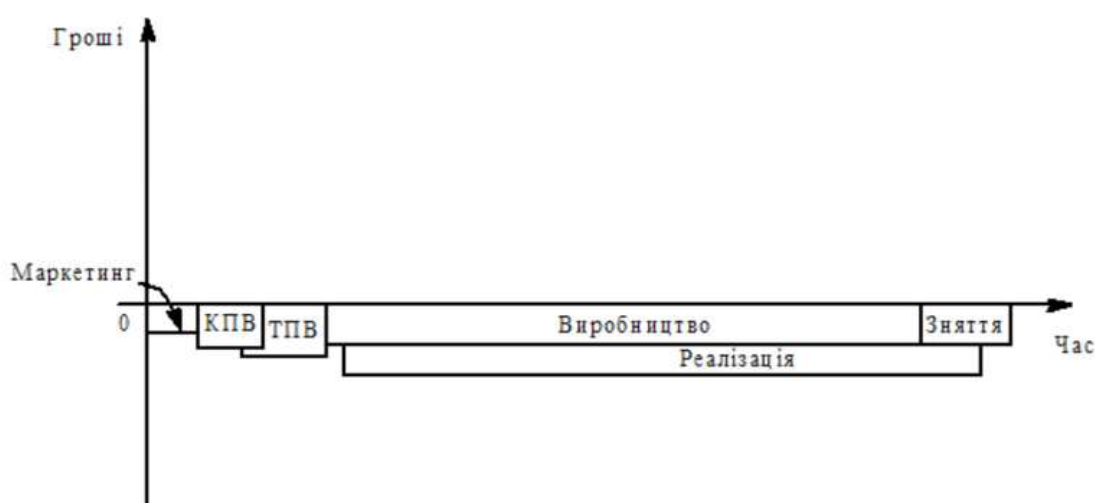 Гроші
Маркетинг
0
КПВ
ТПВ
Виробництво
Зняття
Час
Реалізація